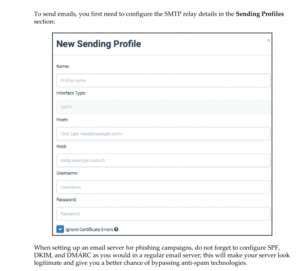 To send emails, you first need to configure the SMTP relay details in the Sending Profiles
section:
New Sending Profile
×
Name:
Profile name
Interface Type:
SMTP
From:
First Last <test@example.com>
Host:
smtp.example.com:25
Username:
Username
Password:
Password
Ignore Certificate Errors
When setting up an email server for phishing campaigns, do not forget to configure SPF,
DKIM, and DMARC as you would in a regular email server; this will make your server look
legitimate and give you a better chance of bypassing anti-spam technologies.